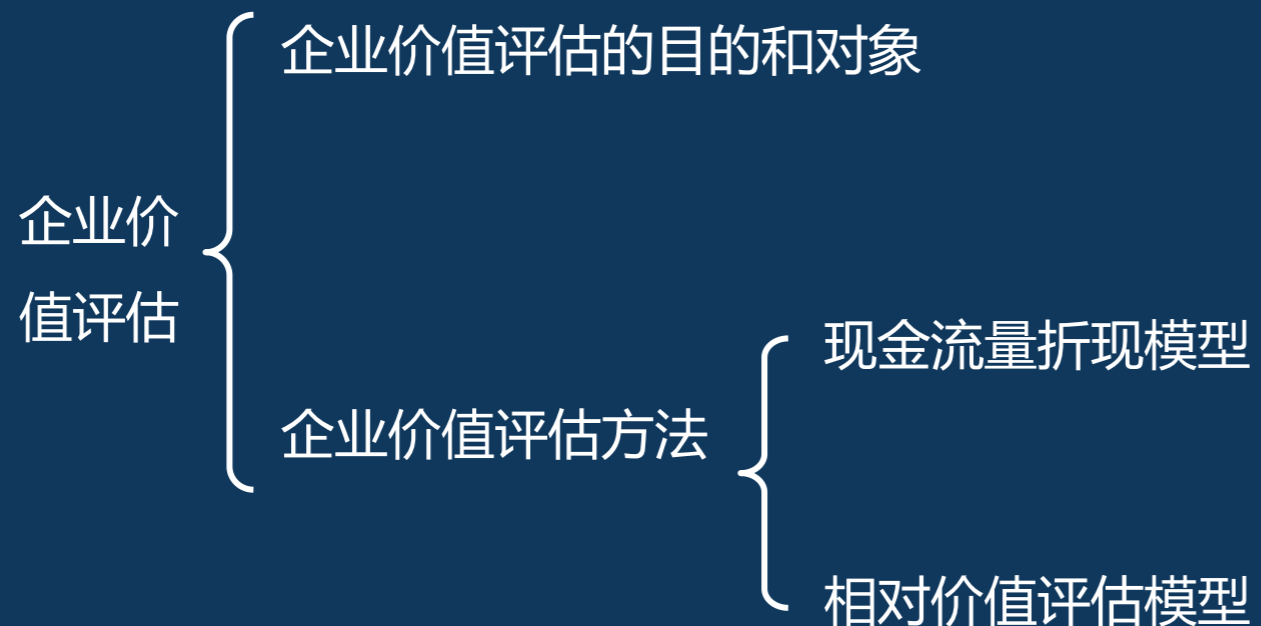 企业价值评估的目的和对象
企业价
值评估
企业价值评估方法
现金流量折现模型
相对价值评估模型